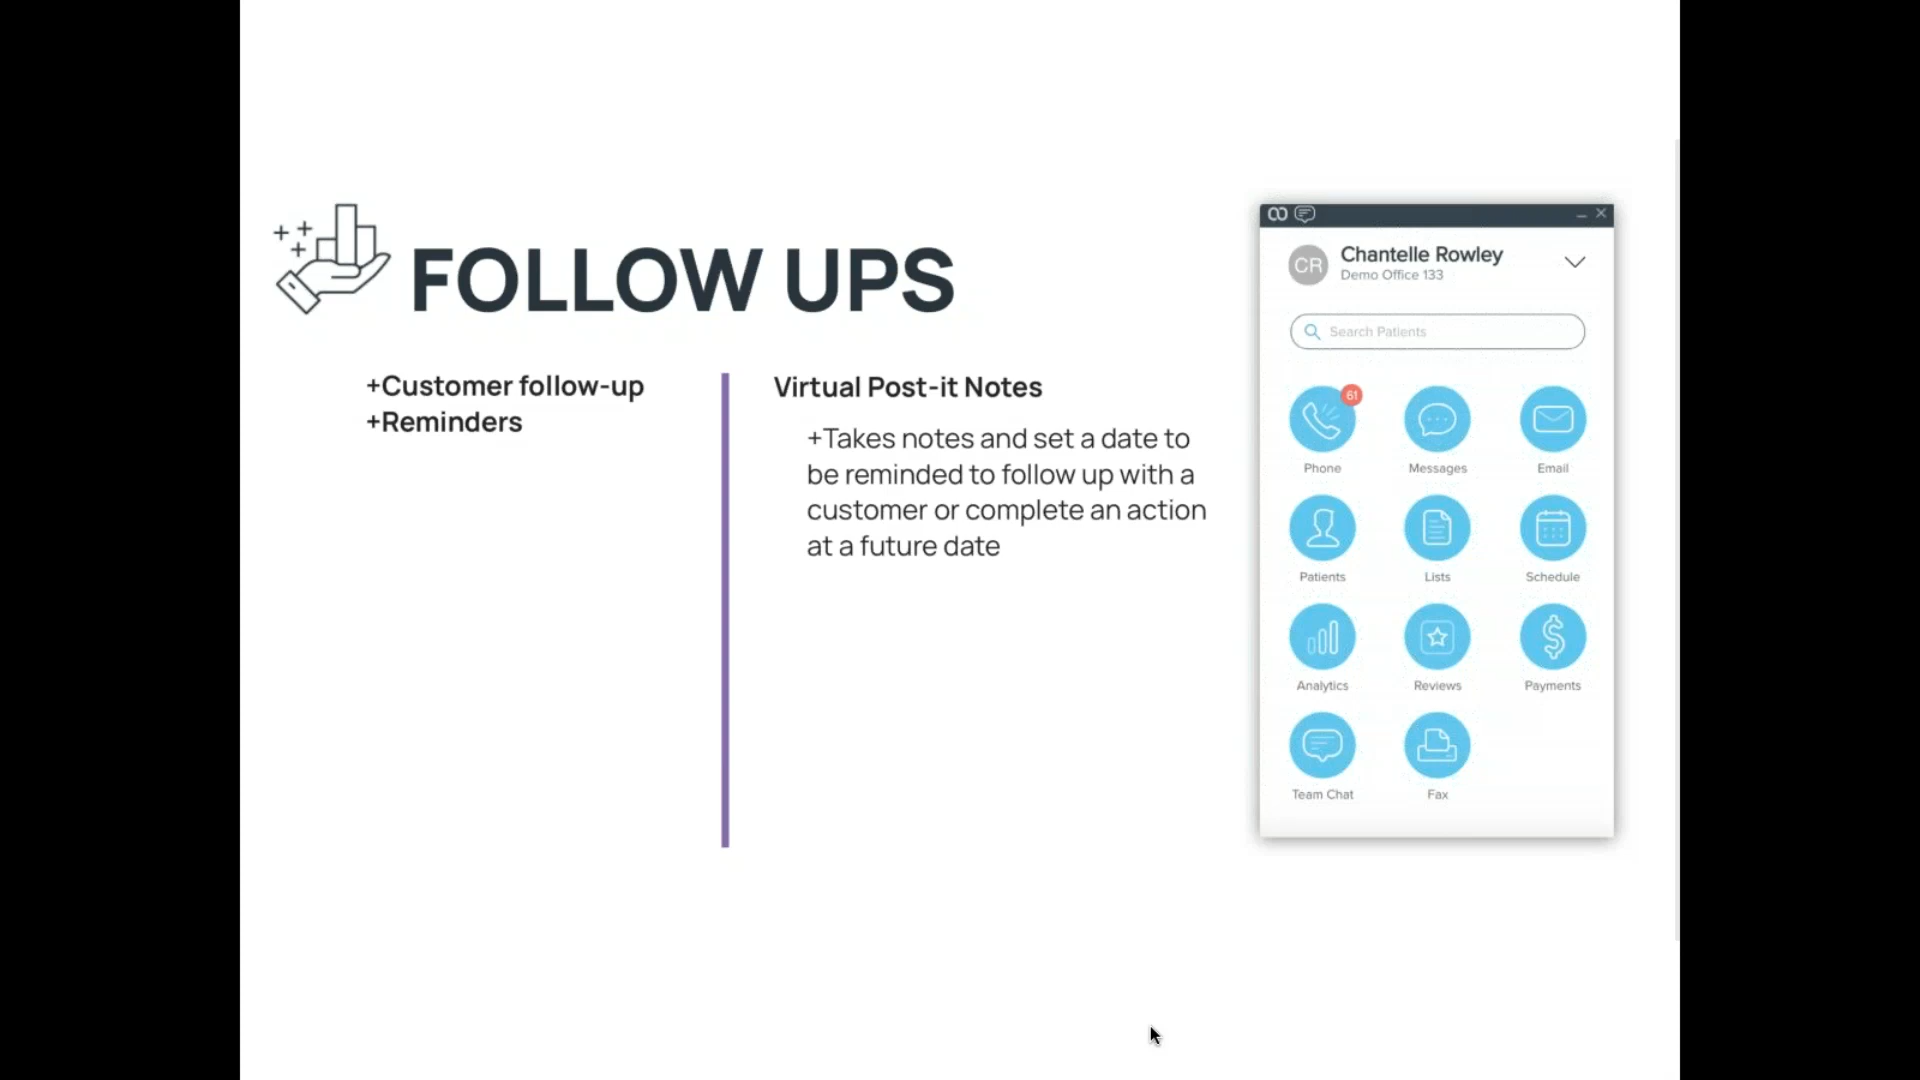 FOLLOW UPS
+Customer follow-up
+Reminders
Virtual Post-it Notes
+Takes notes and set a date to
be reminded to follow up with a
customer or complete an action
at a future date
CR
Chantelle Rowley
Demo Office 133
Search Patients
61
Phone
Messages
Email
Patients
Lists
Schedule
Analytics
Reviews
Payments
Team Chat
Fax